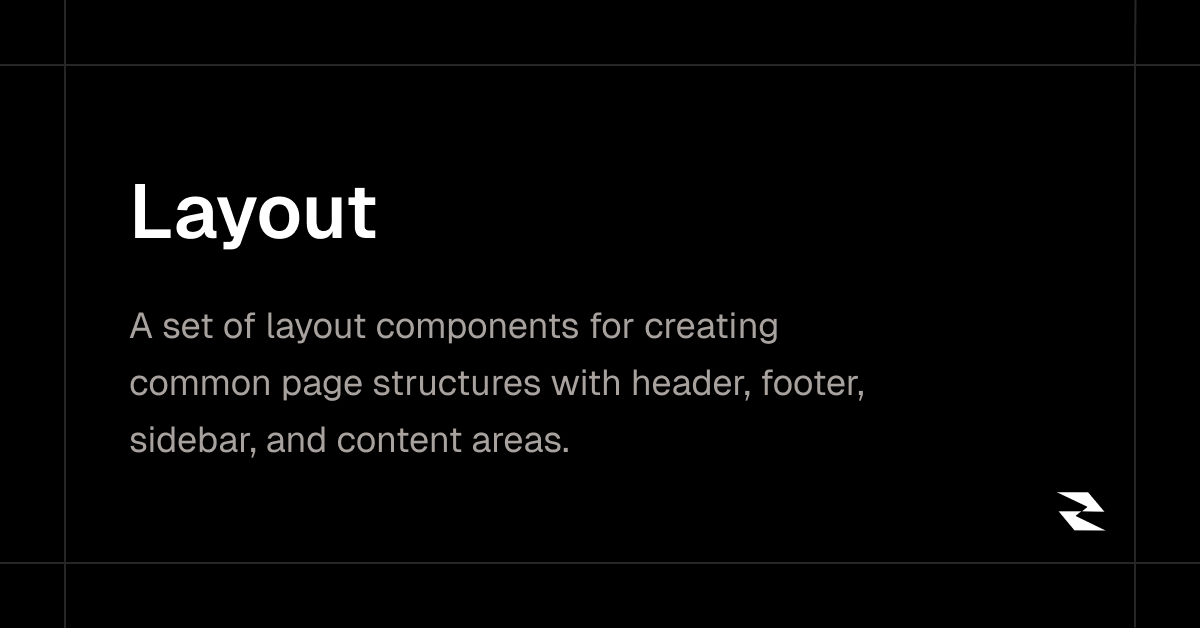 Layout
A set of layout components for creating
common page structures with header, footer,
sidebar, and content areas.